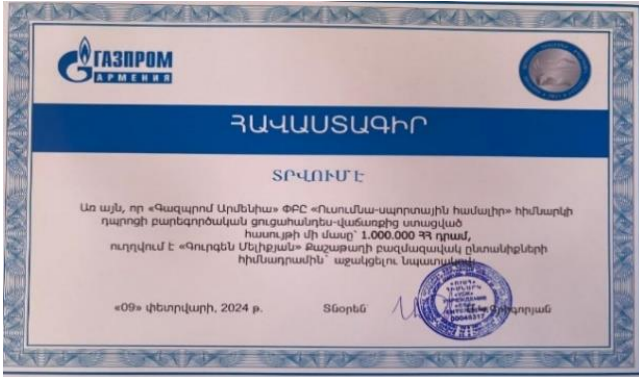 ГАЗПРОМ
АРМЕНИЯ
ՀԱՎԱՍՏԱԳԻՐ
ՏՐՎՈՒՄ Է
Առ այն, որ «Գազպրոմ Արմենիա» ՓԲԸ «Ուսումնա-սպորտային համալիր» հիմնարկի
դպրոցի բարեգործական ցուցահանդես-վաճառքից ստացված
հասույթի մի մասը՝ 1.000.000 ՀՀ դրամ,
ուղղվում է «Գուրգեն Մելիքյան» Քաշաթաղի բազմազավակ ընտանիքների
հիմնադրամին՝ աջակցելու նպատակով:
«09» փետրվարի, 2024 թ.
Տնօրեն՝
Գրիգորյան